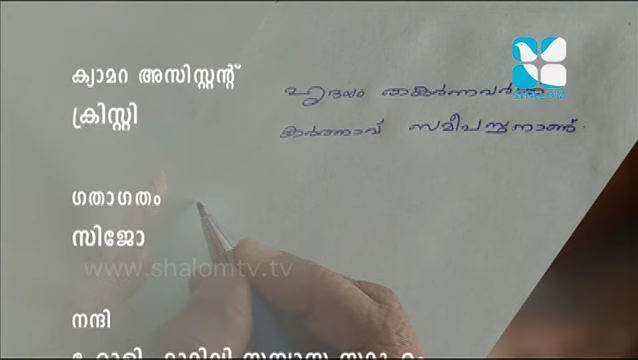 ക്യാമറ അസിസ്റ്റന്റ്
ക്രിസ്റ്റി
ഹൃദയം തകർന്നവർക്ക്
കർത്താവ് സമീപസ്ഥനാണ്.
ഗതാഗതം
സിജോ
www.shalomtv.tv
നന്ദി